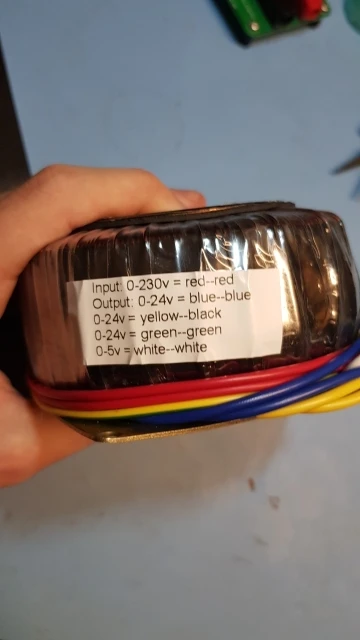 Input: 0-230v = red--red
Output: 0-24v = blue--blue
0-24v = yellow--black
0-24v = green--green
0-5v = white--white